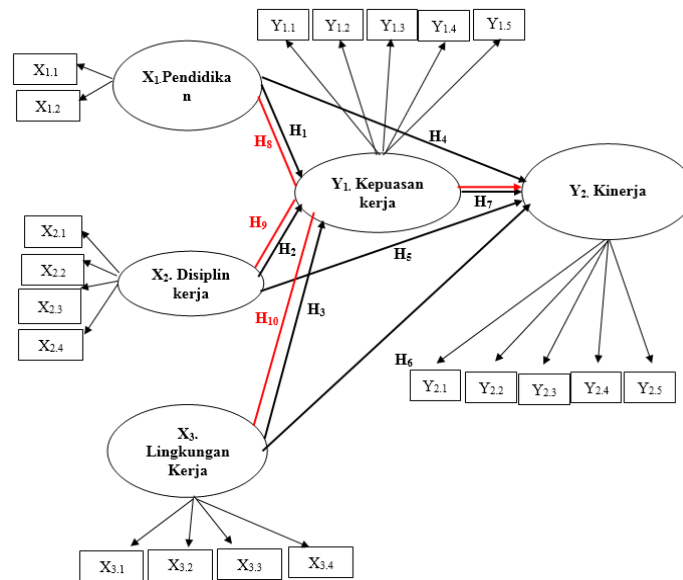 Y1.1 Y1.2 Y1.3 Y1.4 Y1.5
X1.1
X1.2
X1.Pendidika
n
H1
H8
H4
Y1. Kepuasan
kerja
H7
Y2. Kinerja
H9
H2
H5
X2.1
X2.2
X2.3
X2.4
X2. Disiplin
kerja
H10
H3
H6
Y2.1 Y2.2 Y2.3 Y2.4 Y2.5
X3.
Lingkungan
Kerja
X3.1 X3.2 X3.3 X3.4